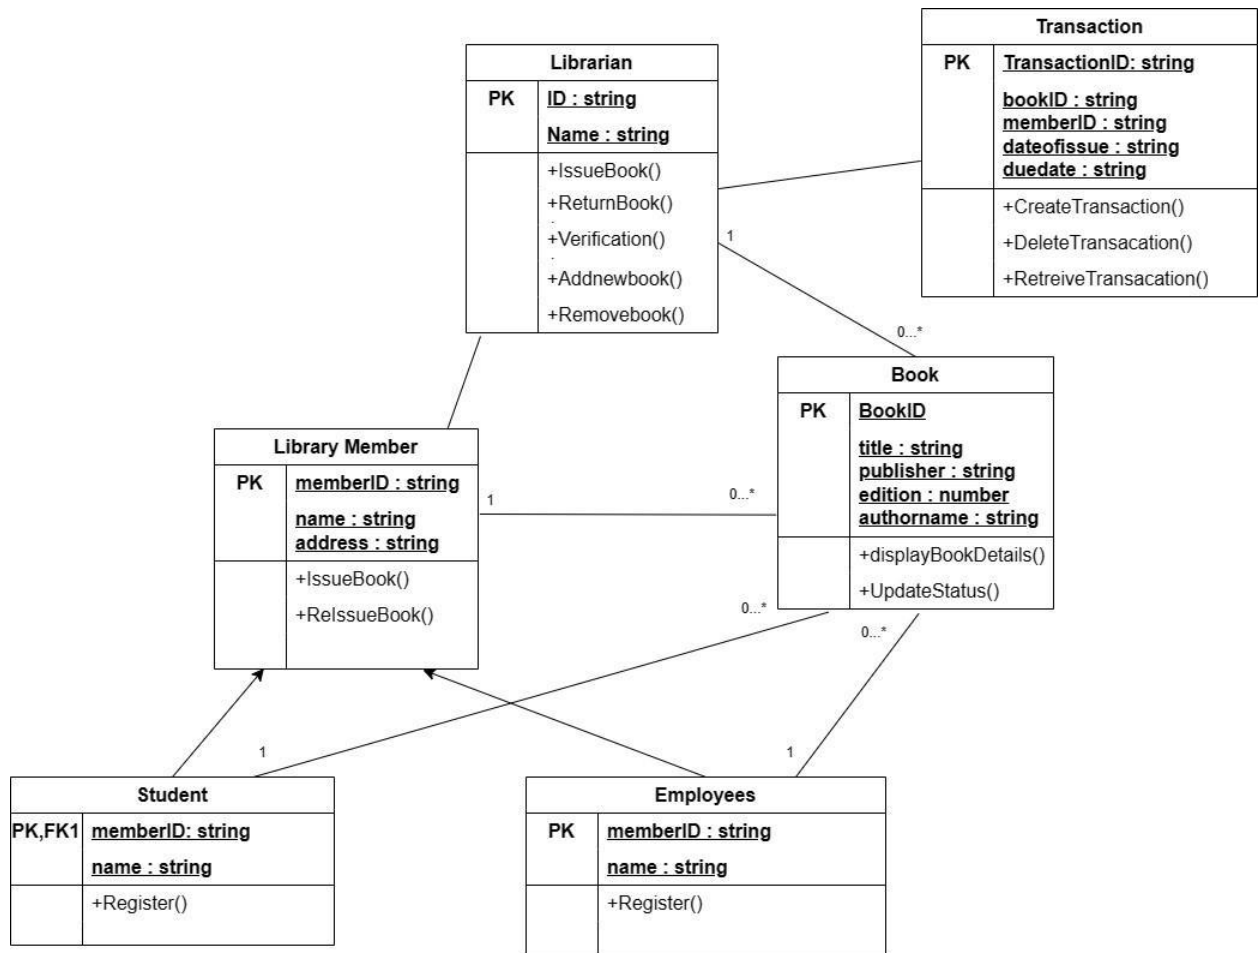 Transaction
PK TransactionID: string
bookID : string
memberID : string
dateofissue : string
duedate : string
+CreateTransaction()
+DeleteTransacation()
+RetreiveTransacation()
Librarian
PK ID : string
Name : string
+IssueBook()
+ReturnBook()
+Verification()
+Addnewbook()
+Removebook()
1
0...*
Book
PK BookID
title : string
publisher : string
edition : number
authorname : string
+displayBookDetails()
+UpdateStatus()
Library Member
PK memberID : string
name : string
address : string
+IssueBook()
+ReIssueBook()
1
0...*
0...*
0...*
1
1
Student
PK,FK1 memberID: string
name : string
+Register()
Employees
PK memberID : string
name : string
+Register()